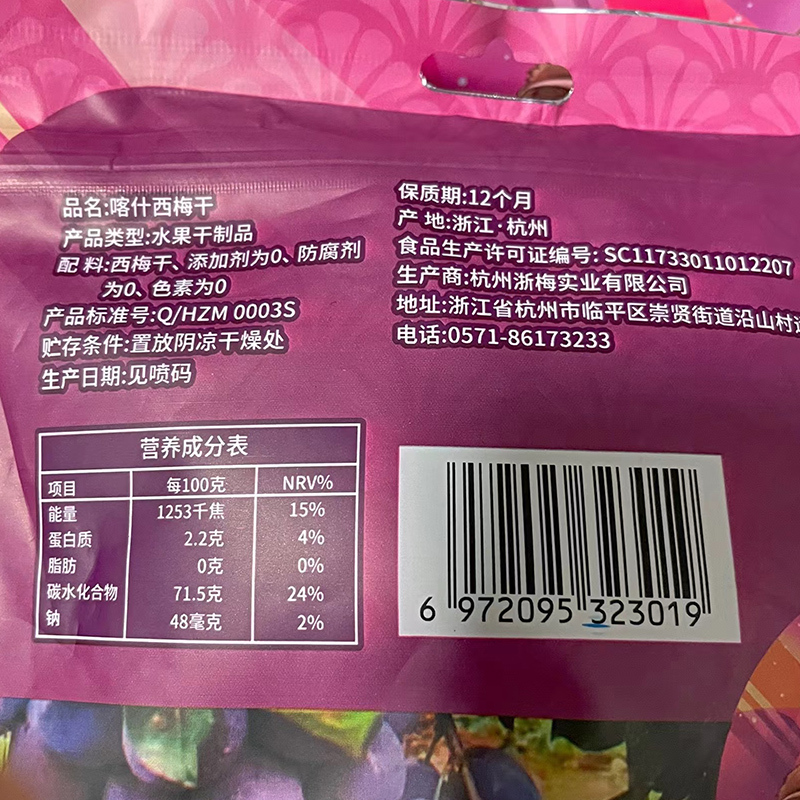 品名:喀什西梅干
产品类型:水果干制品
配 料:西梅干、添加剂为0、防腐剂
为0、色素为0
产品标准号:Q/HZM 0003S
贮存条件:置放阴凉干燥处
生产日期:见喷码
保质期:12个月
产 地:浙江·杭州
食品生产许可证编号: SC11733011012207
生产商:杭州浙梅实业有限公司
地址:浙江省杭州市临平区崇贤街道沿山村
电话:0571-86173233
营养成分表
项目 每100克 NRV%
能量 1253千焦 15%
蛋白质 2.2克 4%
脂肪 0克 0%
碳水化合物 71.5克 24%
钠 48毫克 2%
6 972095 323019